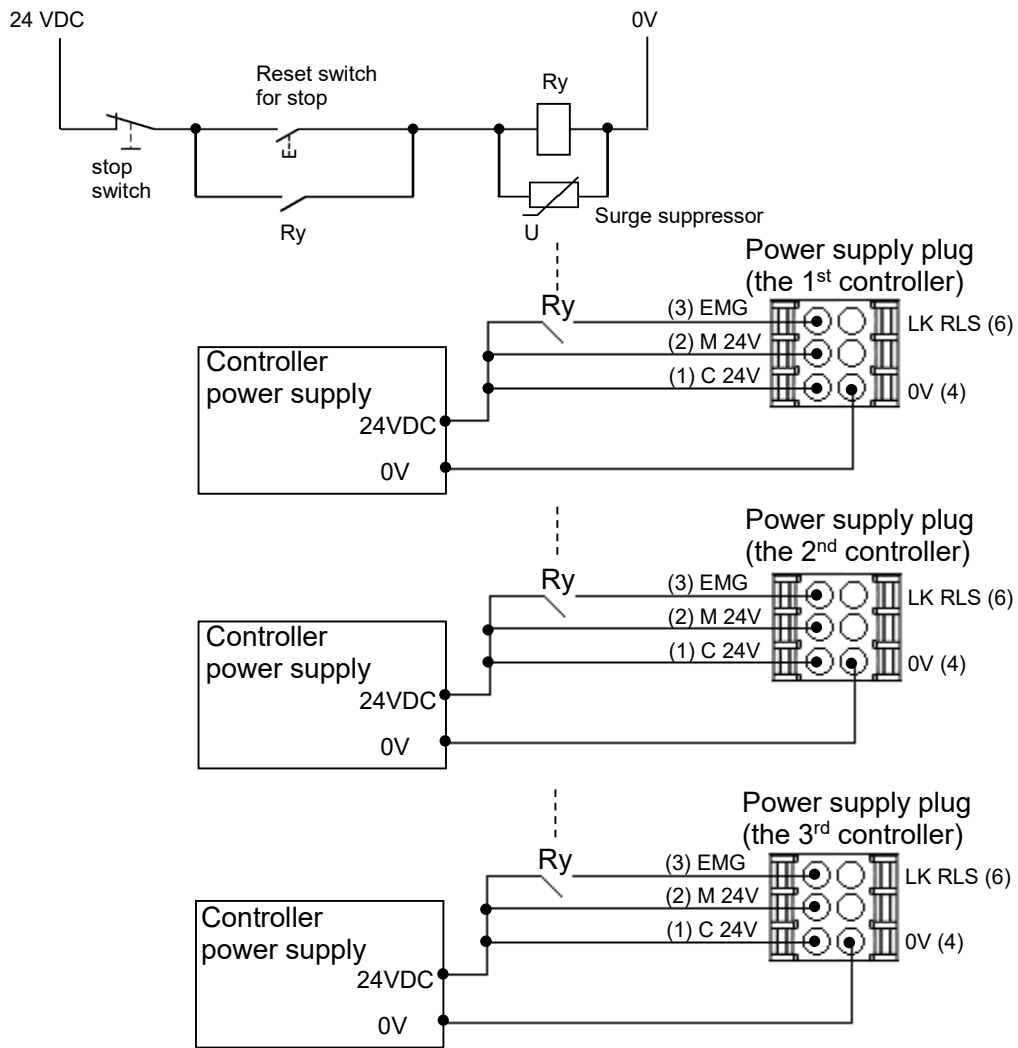 24 VDC
0V
Reset switch
for stop
Ry
stop
switch
Ry
Surge suppressor
U
Power supply plug
(the 1st controller)
Ry
(3) EMG
LK RLS (6)
(2) M 24V
(1) C 24V
0V (4)
Controller
power supply
24VDC
0V
Power supply plug
(the 2nd controller)
Ry
(3) EMG
LK RLS (6)
(2) M 24V
(1) C 24V
0V (4)
Controller
power supply
24VDC
0V
Power supply plug
(the 3rd controller)
Ry
(3) EMG
LK RLS (6)
(2) M 24V
(1) C 24V
0V (4)
Controller
power supply
24VDC
0V